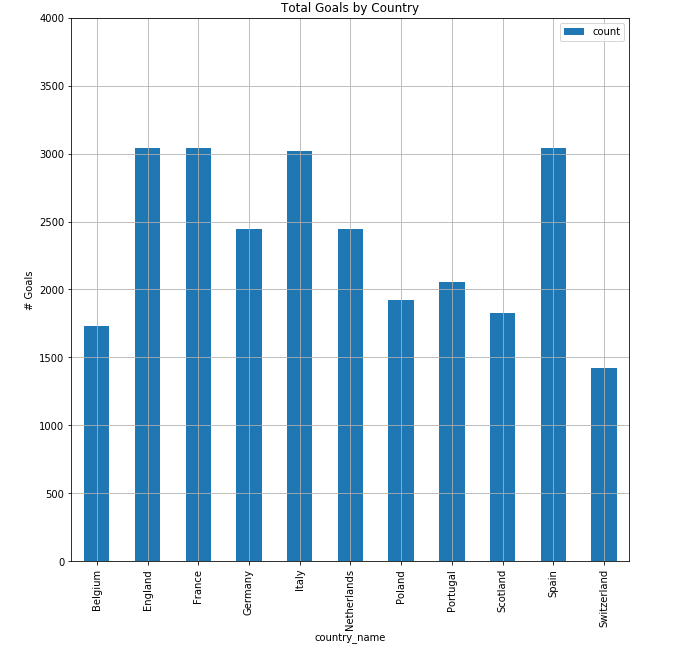 Total Goals by Country
count
# Goals
4000
3500
3000
2500
2000
1500
1000
500
0
Belgium
England
France
Germany
Italy
Netherlands
Poland
Portugal
Scotland
Spain
Switzerland
country_name